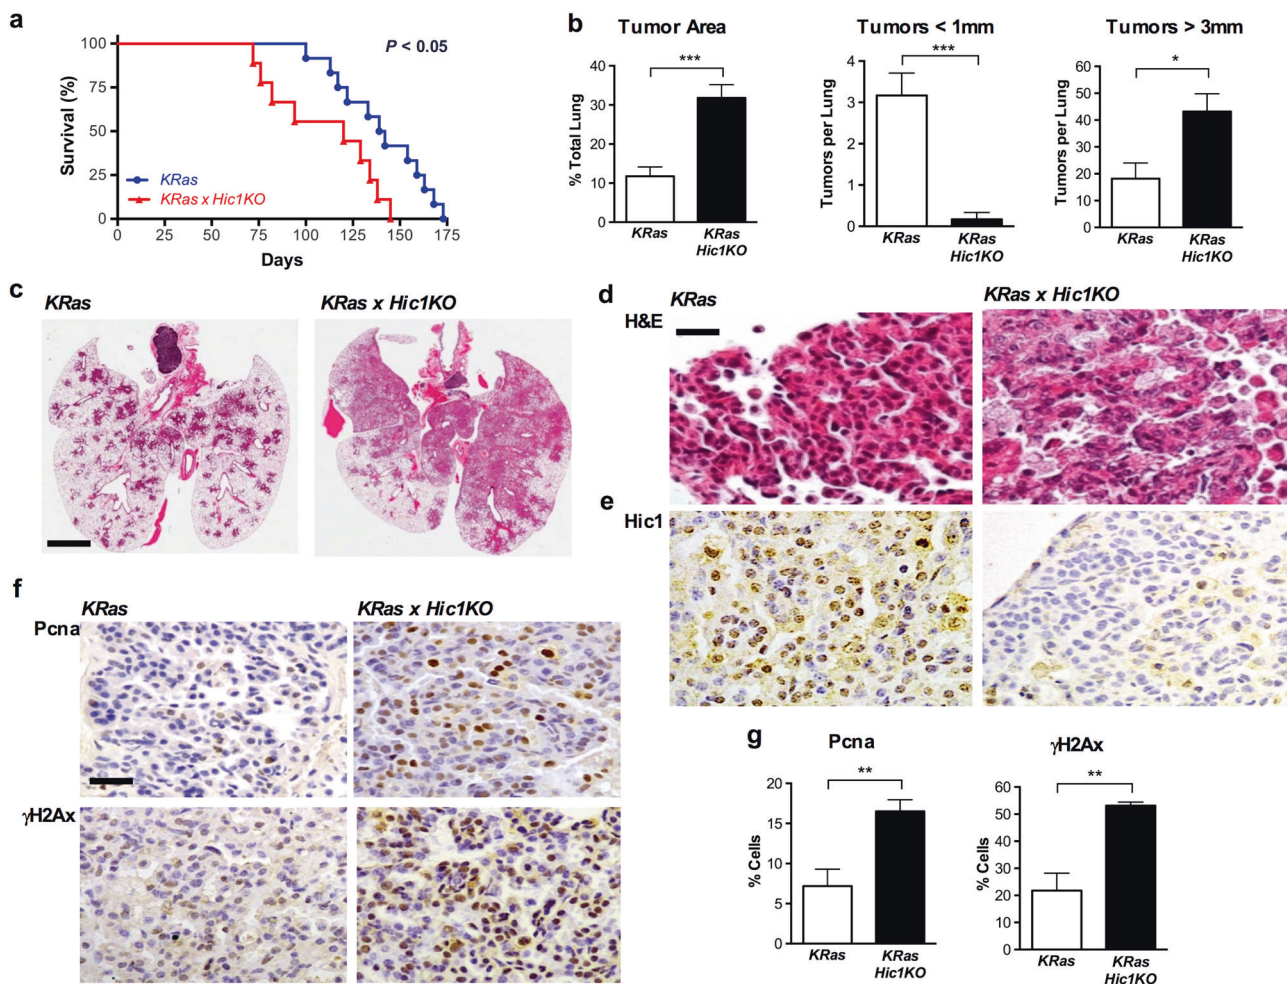 a
100
75
50
25
0
Survival (%)
P < 0.05
KRas
KRas x Hic1KO
0 25 50 75 100 125 150 175
Days
b
Tumor Area
***
40
30
20
10
0
% Total Lung
KRas
KRas
Hic1KO
Tumors < 1mm
***
4
3
2
1
0
Tumors per Lung
KRas
KRas
Hic1KO
Tumors > 3mm
*
60
50
40
30
20
10
0
Tumors per Lung
KRas
KRas
Hic1KO
c
KRas
KRas x Hic1KO
d
KRas
KRas x Hic1KO
H&E
e
Hic1
f
KRas
KRas x Hic1KO
Pcna
γH2Ax
g
Pcna
**
20
15
10
5
0
% Cells
KRas
KRas
Hic1KO
γH2Ax
**
60
50
40
30
20
10
0
% Cells
KRas
KRas
Hic1KO